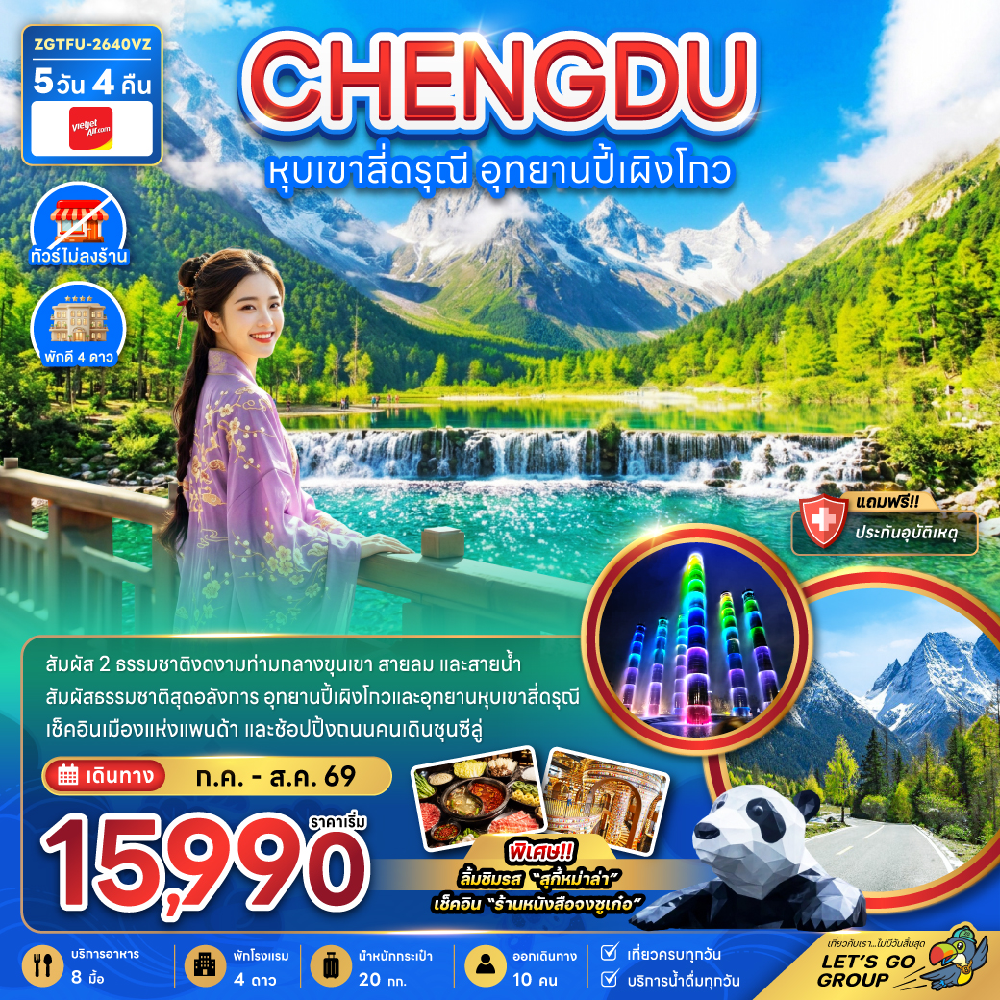 ZGTFU-2640VZ
5 วัน 4 คืน
vietjet
Air.com
CHENGDU
หุบเขาสี่ดรุณี อุทยานปี้เผิงโกว
ทัวร์ไม่ลงร้าน
พักดี 4 ดาว
แถมฟรี!!
ประกันอุบัติเหตุ
สัมผัส 2 ธรรมชาติงดงามท่ามกลางขุนเขา สายลม และสายน้ำ
สัมผัสธรรมชาติสุดอลังการ อุทยานปี้เผิงโกวและอุทยานหุบเขาสี่ดรุณี
เช็คอินเมืองแห่งแพนด้า และช้อปปิ้งถนนคนเดินชุนซีลู่
เดินทาง ก.ค. - ส.ค. 69
ราคาเริ่ม
15,990
พิเศษ!!
ลิ้มชิมรส "สุกี้หม่าล่า"
เช็คอิน "ร้านหนังสือจงซูเก๋อ"
บริการอาหาร
8 มื้อ
พักโรงแรม
4 ดาว
น้ำหนักกระเป๋า
20 กก.
ออกเดินทาง
10 คน
เที่ยวครบทุกวัน
บริการน้ำดื่มทุกวัน
เที่ยวกับเรา...ไม่มีวันสิ้นสุด
LET'S GO
GROUP